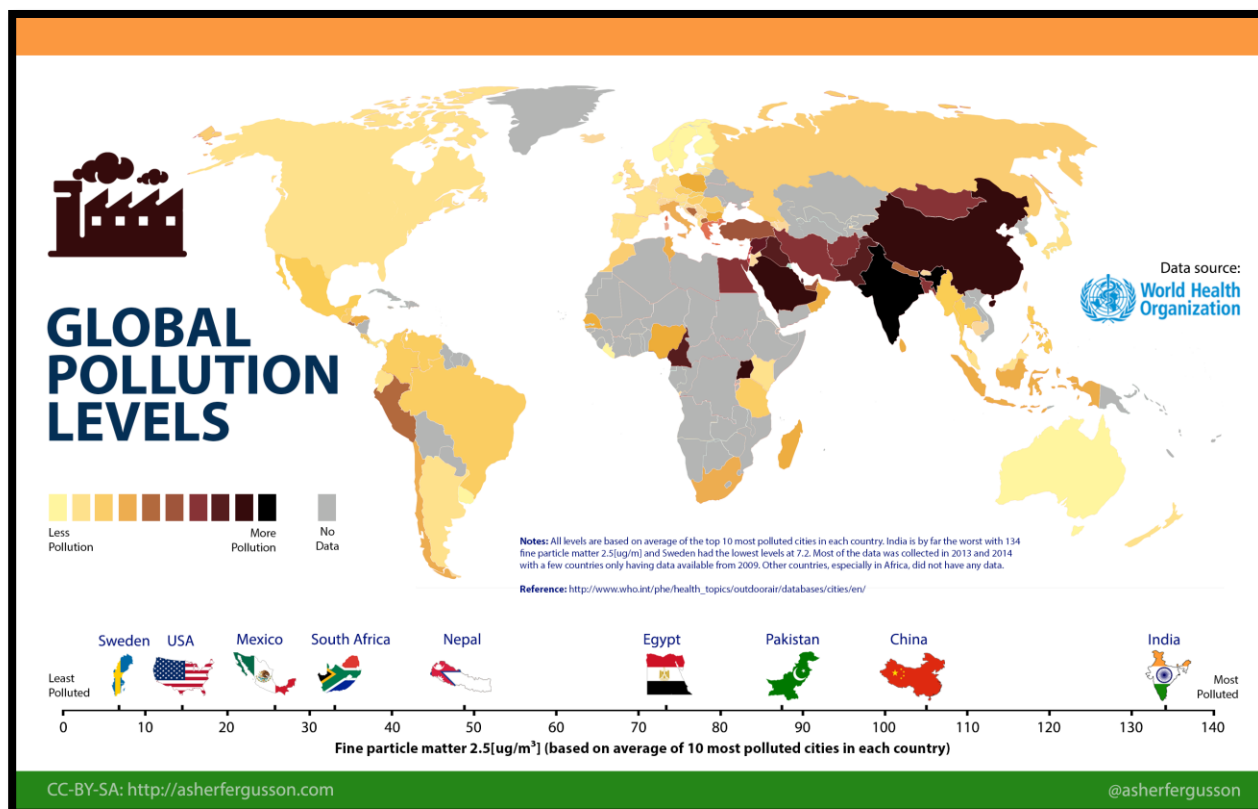 GLOBAL
POLLUTION
LEVELS
Less
Pollution
More
Pollution
No
Data
Data source:
World Health
Organization
Notes: All levels are based on average of the top 10 most polluted cities in each country. India is by far the worst with 134
fine particle matter 2.5[ug/m] and Sweden had the lowest levels at 7.2. Most of the data was collected in 2013 and 2014
with a few countries only having data available from 2009. Other countries, especially in Africa, did not have any data.
Reference: http://www.who.int/phe/health_topics/outdoorair/databases/cities/en/
Sweden USA Mexico South Africa Nepal Egypt Pakistan China India
Least
Polluted
Most
Polluted
0 10 20 30 40 50 60 70 80 90 100 110 120 130 140
Fine particle matter 2.5[ug/m³] (based on average of 10 most polluted cities in each country)
CC-BY-SA: http://asherfergusson.com @asherfergusson